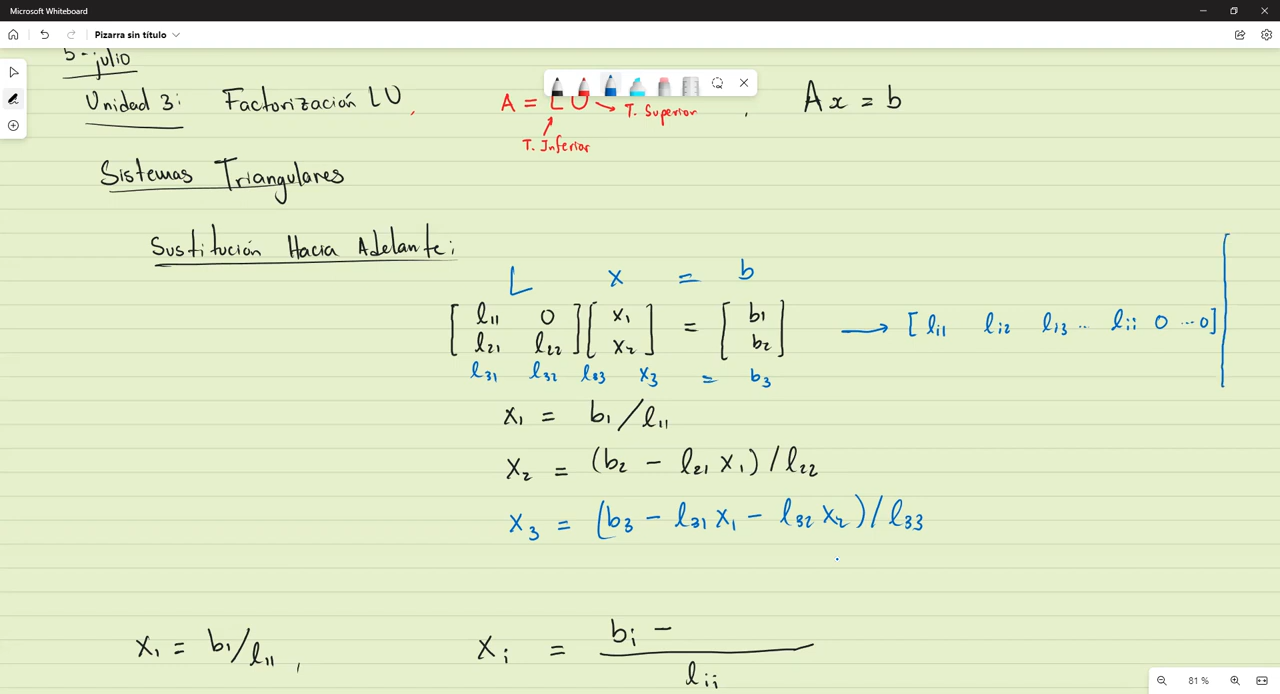 Microsoft Whiteboard
Pizarra sin título
5 - julio
Unidad 3: Factorización LU, A = LU → T. Superior, Ax = b
T. Inferior
Sistemas Triangulares
Sustitución Hacia Adelante:
L x = b
[ l11 0 ] [ x1 ] = [ b1 ] → [ li1 li2 li3 ... lii 0 ... 0 ]
[ l21 l22 ] [ x2 ] [ b2 ]
l31 l32 l33 x3 = b3
x1 = b1/l11
x2 = (b2 - l21 x1)/l22
x3 = (b3 - l31 x1 - l32 x2)/l33
x1 = b1/l11, xi = bi -
lii
81 %